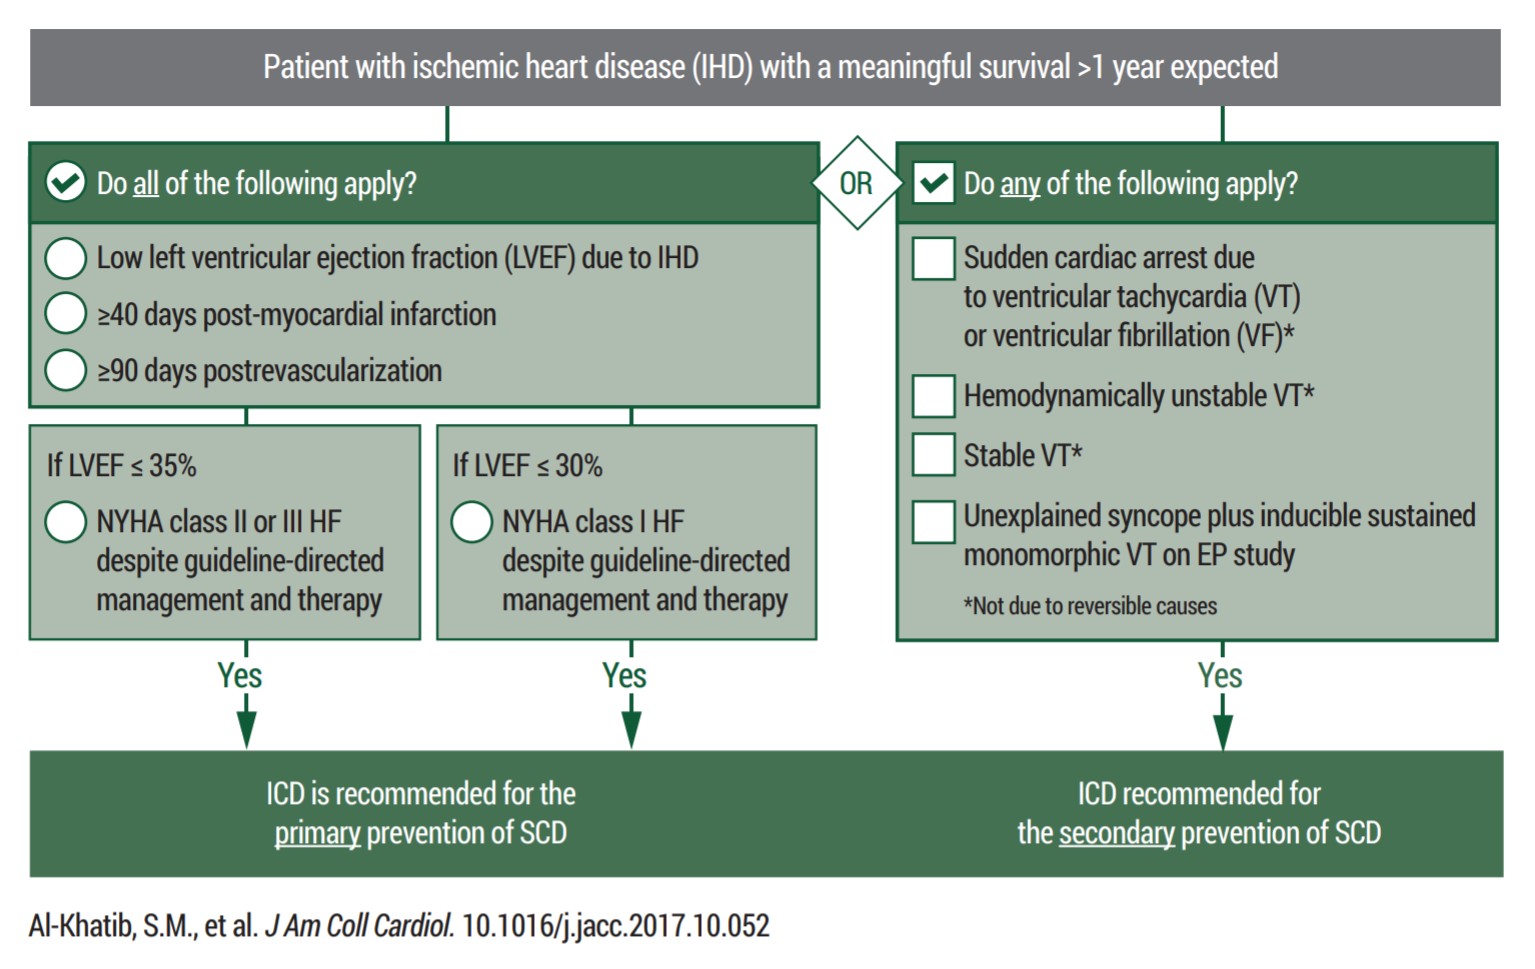 Patient with ischemic heart disease (IHD) with a meaningful survival >1 year expected
Do all of the following apply?
Low left ventricular ejection fraction (LVEF) due to IHD
≥40 days post-myocardial infarction
≥90 days postrevascularization
If LVEF ≤ 35%
NYHA class II or III HF
despite guideline-directed
management and therapy
If LVEF ≤ 30%
NYHA class I HF
despite guideline-directed
management and therapy
OR
Do any of the following apply?
Sudden cardiac arrest due
to ventricular tachycardia (VT)
or ventricular fibrillation (VF)*
Hemodynamically unstable VT*
Stable VT*
Unexplained syncope plus inducible sustained
monomorphic VT on EP study
*Not due to reversible causes
Yes
Yes
Yes
ICD is recommended for the
primary prevention of SCD
ICD recommended for
the secondary prevention of SCD
Al-Khatib, S.M., et al. J Am Coll Cardiol. 10.1016/j.jacc.2017.10.052